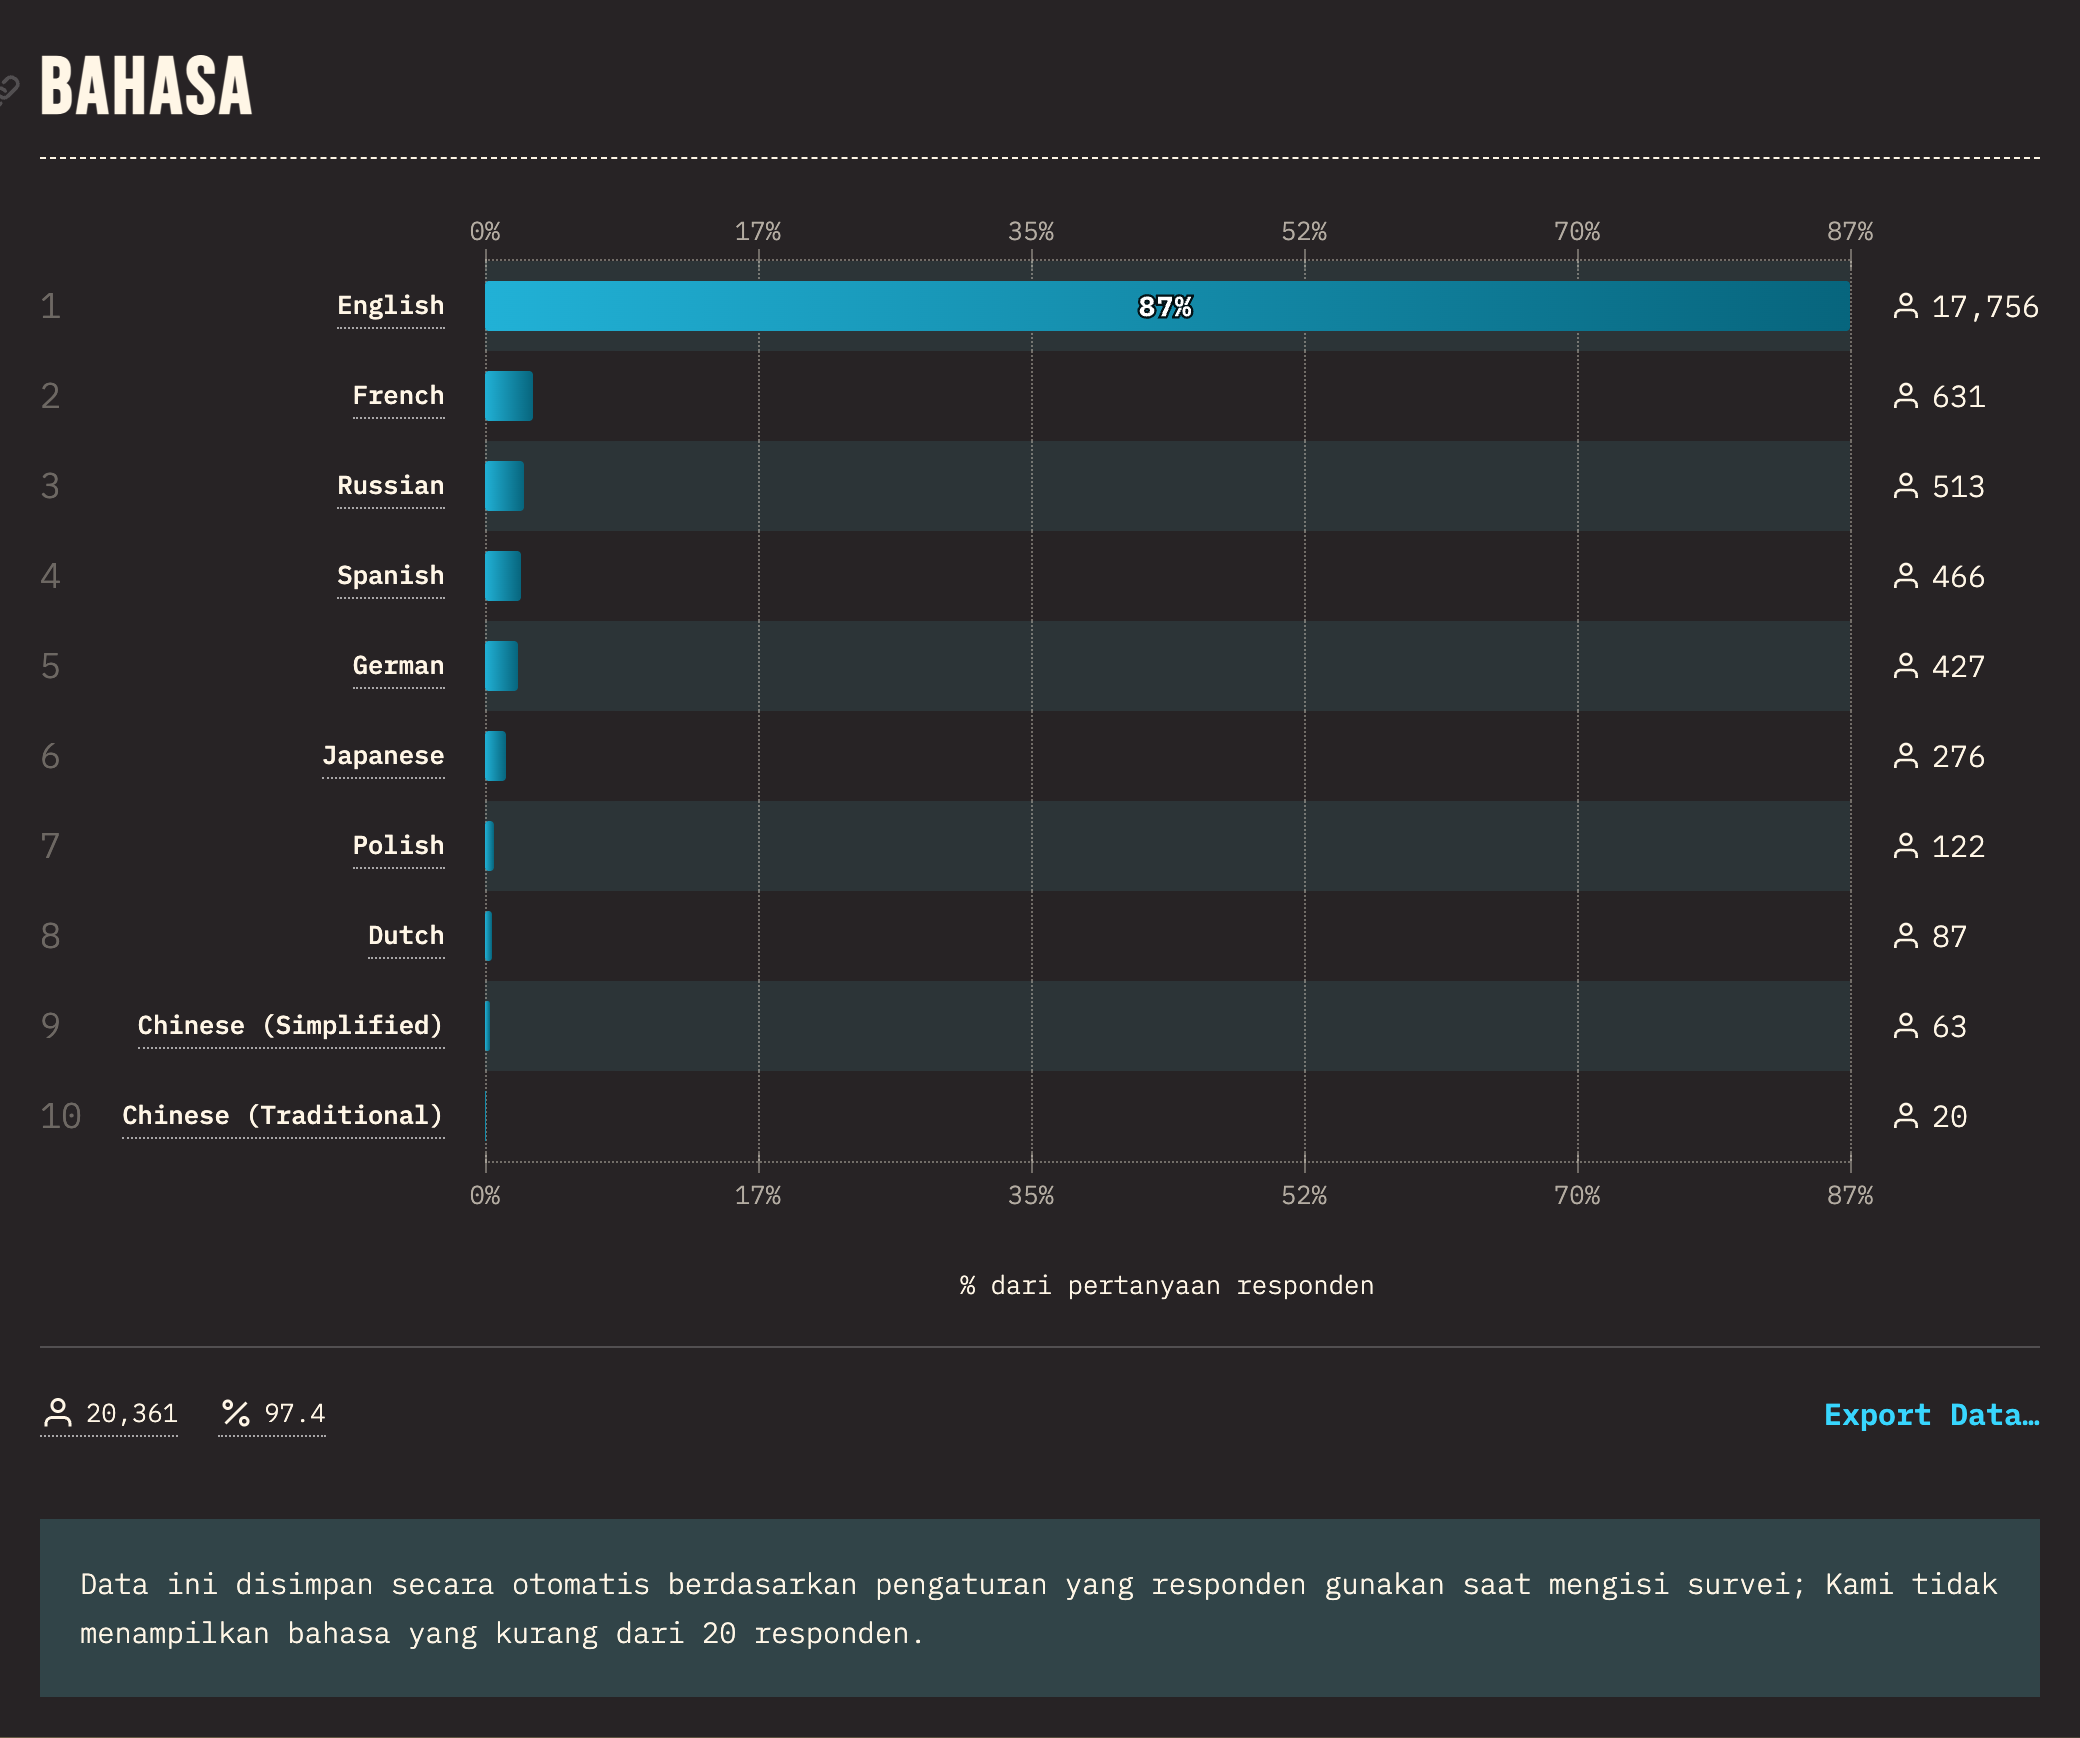 BAHASA
0% 17% 35% 52% 70% 87%
1 English 87% 17,756
2 French 631
3 Russian 513
4 Spanish 466
5 German 427
6 Japanese 276
7 Polish 122
8 Dutch 87
9 Chinese (Simplified) 63
10 Chinese (Traditional) 20
0% 17% 35% 52% 70% 87%
% dari pertanyaan responden
20,361 % 97.4 Export Data…
Data ini disimpan secara otomatis berdasarkan pengaturan yang responden gunakan saat mengisi survei; Kami tidak
menampilkan bahasa yang kurang dari 20 responden.